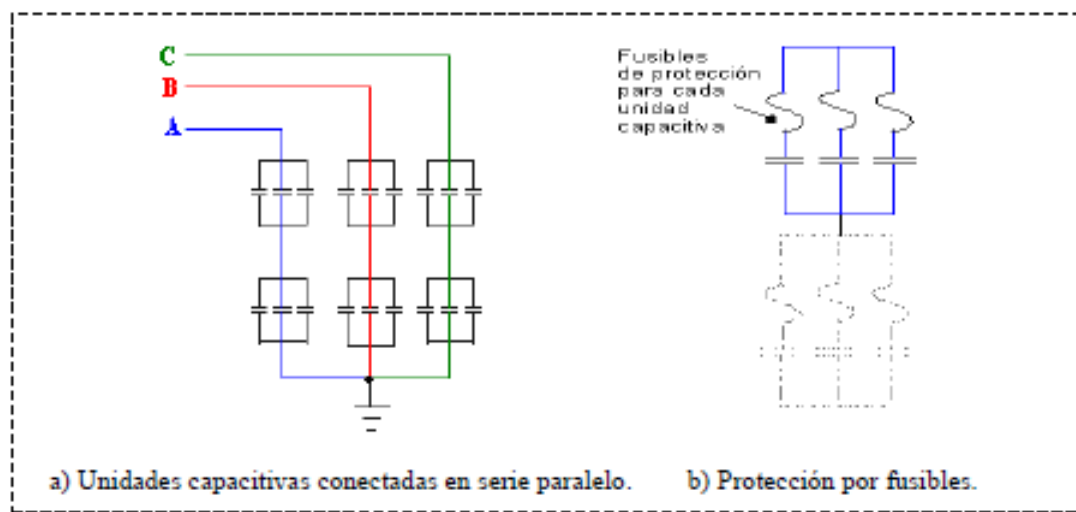 C
B
A
Fusibles
de protección
para cada
unidad
capacitiva
a) Unidades capacitivas conectadas en serie paralelo.
b) Protección por fusibles.